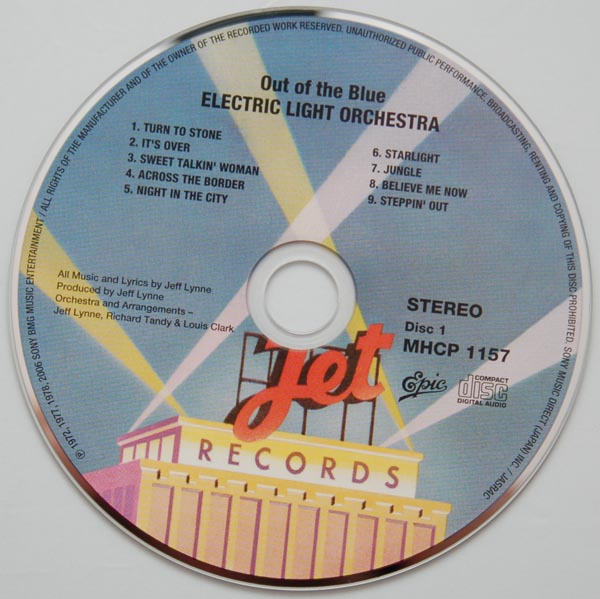 ℗ 1972, 1977, 1978, 2006 SONY BMG MUSIC ENTERTAINMENT / ALL RIGHTS OF THE MANUFACTURER AND OF THE OWNER OF THE RECORDED WORK RESERVED. UNAUTHORIZED PUBLIC PERFORMANCE, BROADCASTING, RENTING AND COPYING OF THIS DISC PROHIBITED. SONY MUSIC DIRECT (JAPAN) INC. / JASRAC
Out of the Blue
ELECTRIC LIGHT ORCHESTRA
1. TURN TO STONE
2. IT'S OVER
3. SWEET TALKIN' WOMAN
4. ACROSS THE BORDER
5. NIGHT IN THE CITY
6. STARLIGHT
7. JUNGLE
8. BELIEVE ME NOW
9. STEPPIN' OUT
All Music and Lyrics by Jeff Lynne
Produced by Jeff Lynne
Orchestra and Arrangements –
Jeff Lynne, Richard Tandy & Louis Clark
STEREO
Disc 1
MHCP 1157
Epic
COMPACT
disc
DIGITAL AUDIO
Jet
RECORDS